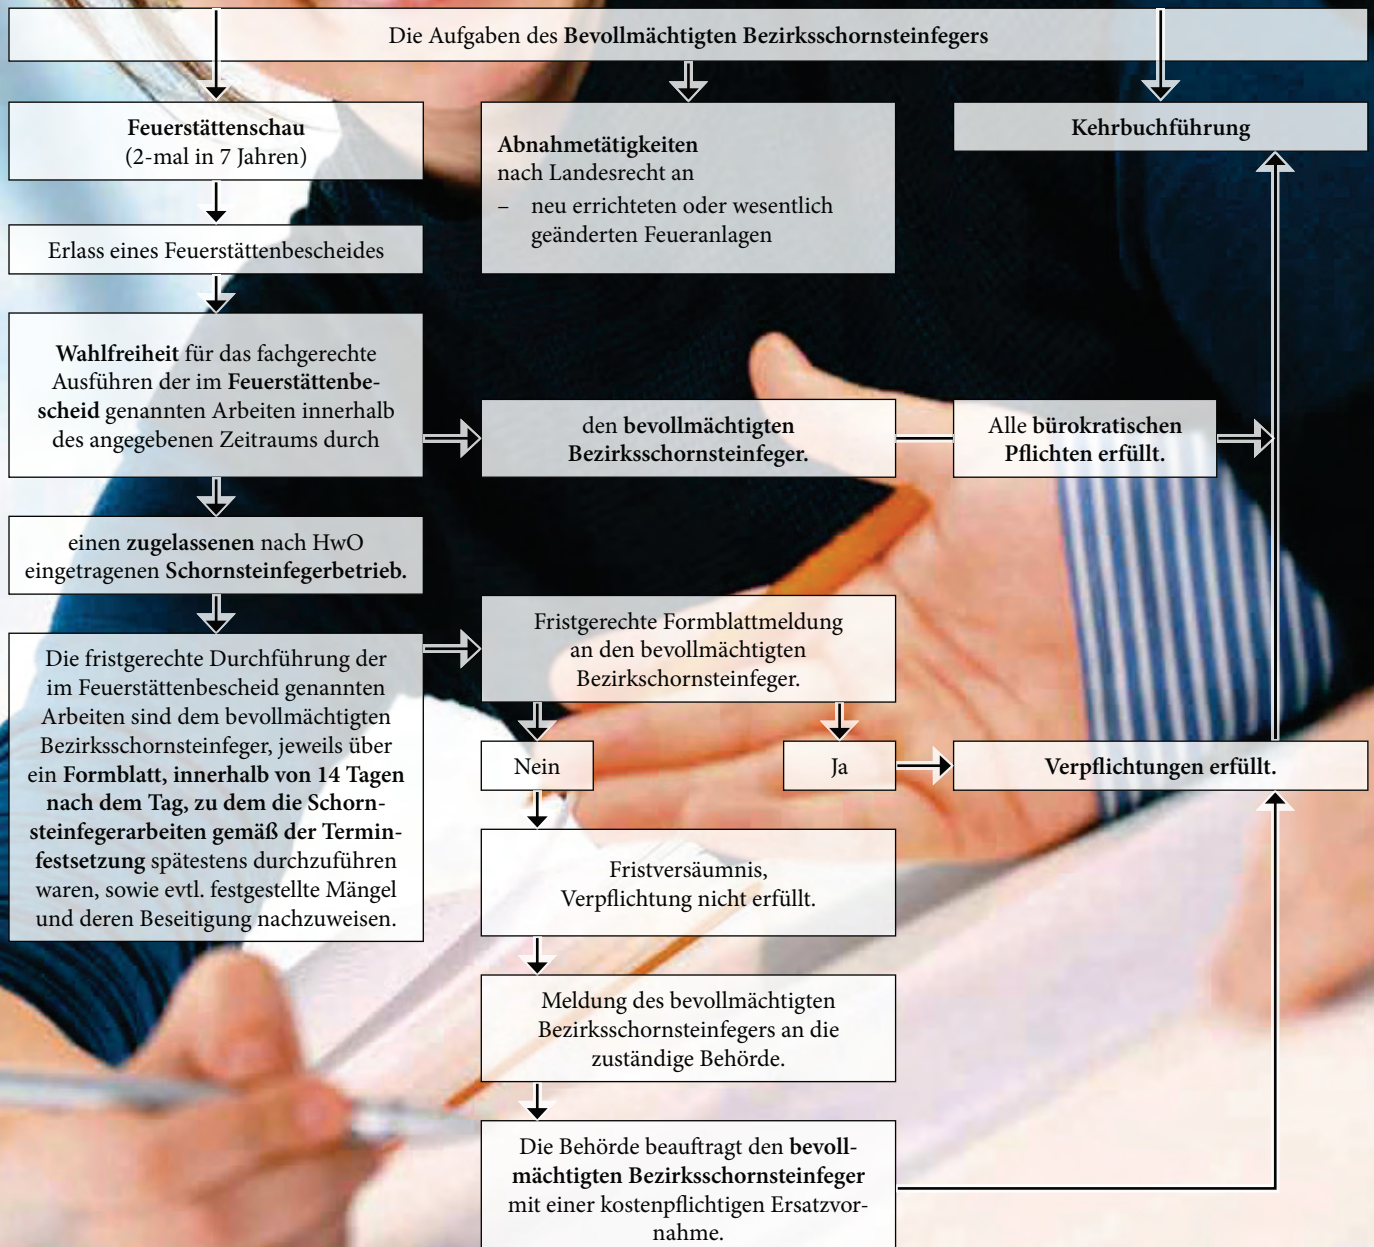 Die Aufgaben des Bevollmächtigten Bezirksschornsteinfegers
Feuerstättenschau
(2-mal in 7 Jahren)
Abnahmetätigkeiten
nach Landesrecht an
– neu errichteten oder wesentlich
geänderten Feueranlagen
Kehrbuchführung
Erlass eines Feuerstättenbescheides
Wahlfreiheit für das fachgerechte
Ausführen der im Feuerstättenbe-
scheid genannten Arbeiten innerhalb
des angegebenen Zeitraums durch
den bevollmächtigten
Bezirksschornsteinfeger.
Alle bürokratischen
Pflichten erfüllt.
einen zugelassenen nach HwO
eingetragenen Schornsteinfegerbetrieb.
Die fristgerechte Durchführung der
im Feuerstättenbescheid genannten
Arbeiten sind dem bevollmächtigten
Bezirksschornsteinfeger, jeweils über
ein Formblatt, innerhalb von 14 Tagen
nach dem Tag, zu dem die Schorn-
steinfegerarbeiten gemäß der Termin-
festsetzung spätestens durchzuführen
waren, sowie evtl. festgestellte Mängel
und deren Beseitigung nachzuweisen.
Fristgerechte Formblattmeldung
an den bevollmächtigten
Bezirkschornsteinfeger.
Nein
Ja
Verpflichtungen erfüllt.
Fristversäumnis,
Verpflichtung nicht erfüllt.
Meldung des bevollmächtigten
Bezirksschornsteinfegers an die
zuständige Behörde.
Die Behörde beauftragt den bevoll-
mächtigten Bezirksschornsteinfeger
mit einer kostenpflichtigen Ersatzvor-
nahme.